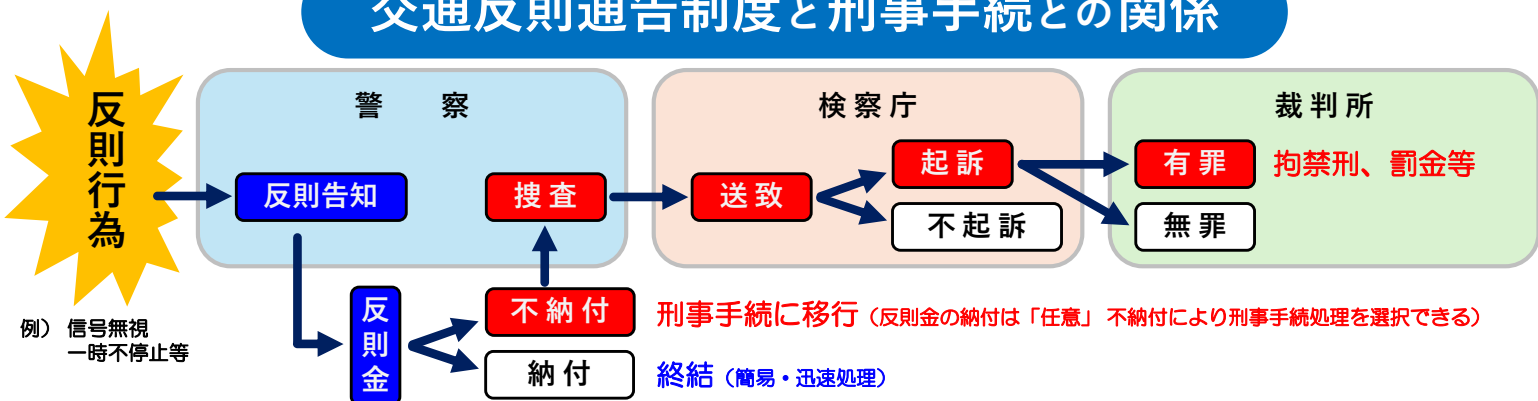 交通反則通告制度と刑事手続との関係
反則行為
例） 信号無視
一時不停止等
警　察
反則告知
捜査
反則金
不納付
納付
刑事手続に移行（反則金の納付は「任意」 不納付により刑事手続処理を選択できる）
終結（簡易・迅速処理）
検察庁
送致
起訴
不起訴
裁判所
有罪
拘禁刑、罰金等
無罪